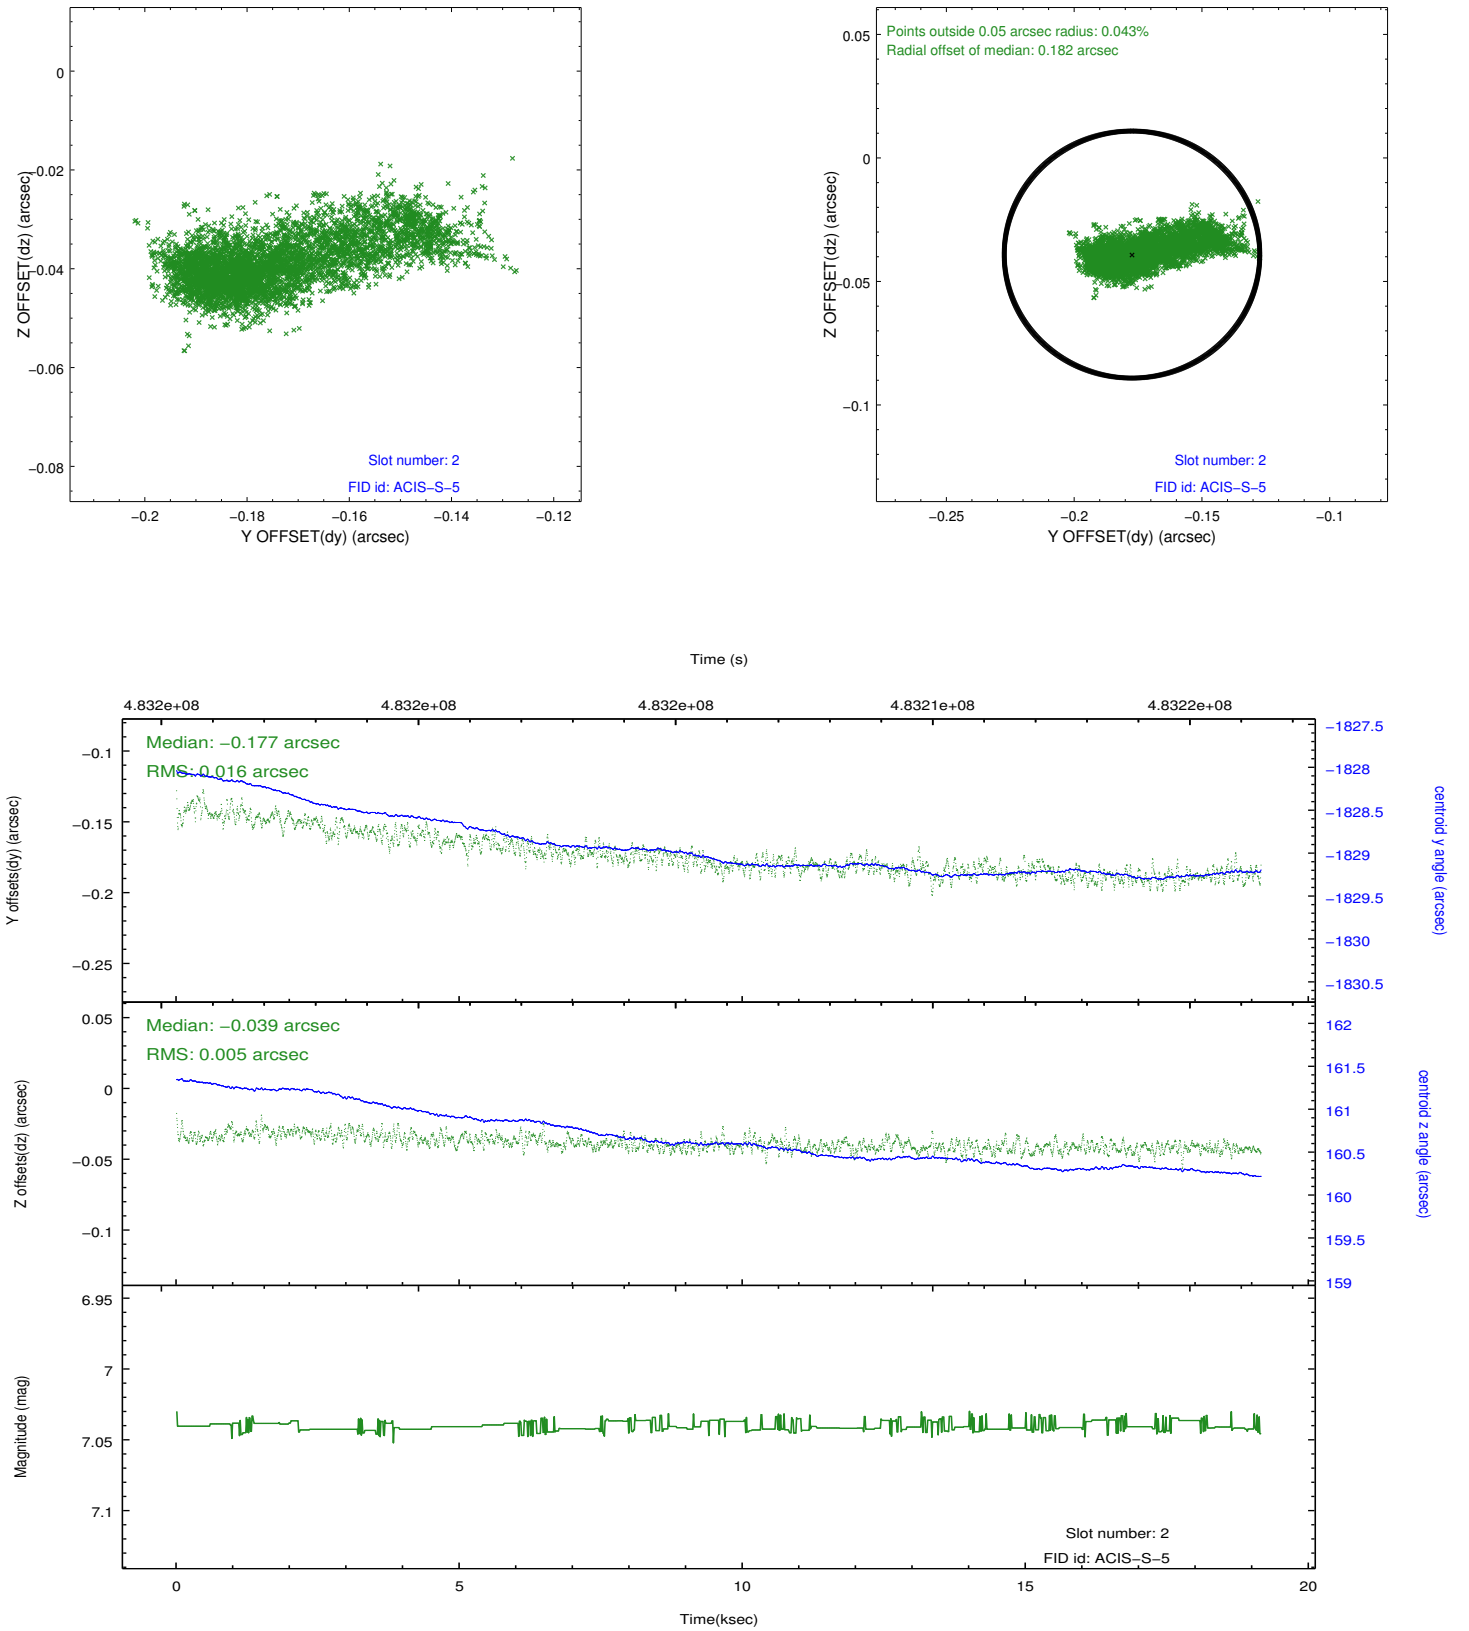 0
−0.02
−0.04
−0.06
−0.08
Z OFFSET(dz) (arcsec)
−0.2 −0.18 −0.16 −0.14 −0.12
Y OFFSET(dy) (arcsec)
Slot number: 2
FID id: ACIS−S−5
Points outside 0.05 arcsec radius: 0.043%
Radial offset of median: 0.182 arcsec
0.05
0
−0.05
−0.1
Z OFFSET(dz) (arcsec)
−0.25 −0.2 −0.15 −0.1
Y OFFSET(dy) (arcsec)
Slot number: 2
FID id: ACIS−S−5
Time (s)
4.832e+08 4.832e+08 4.832e+08 4.8321e+08 4.8322e+08
Median: −0.177 arcsec
RMS: 0.016 arcsec
−0.1
−0.15
−0.2
−0.25
Y offsets(dy) (arcsec)
−1827.5
−1828
−1828.5
−1829
−1829.5
−1830
−1830.5
centroid y angle (arcsec)
Median: −0.039 arcsec
RMS: 0.005 arcsec
0.05
0
−0.05
−0.1
Z offsets(dz) (arcsec)
162
161.5
161
160.5
160
159.5
159
centroid z angle (arcsec)
6.95
7
7.05
7.1
Magnitude (mag)
Slot number: 2
FID id: ACIS−S−5
0 5 10 15 20
Time(ksec)